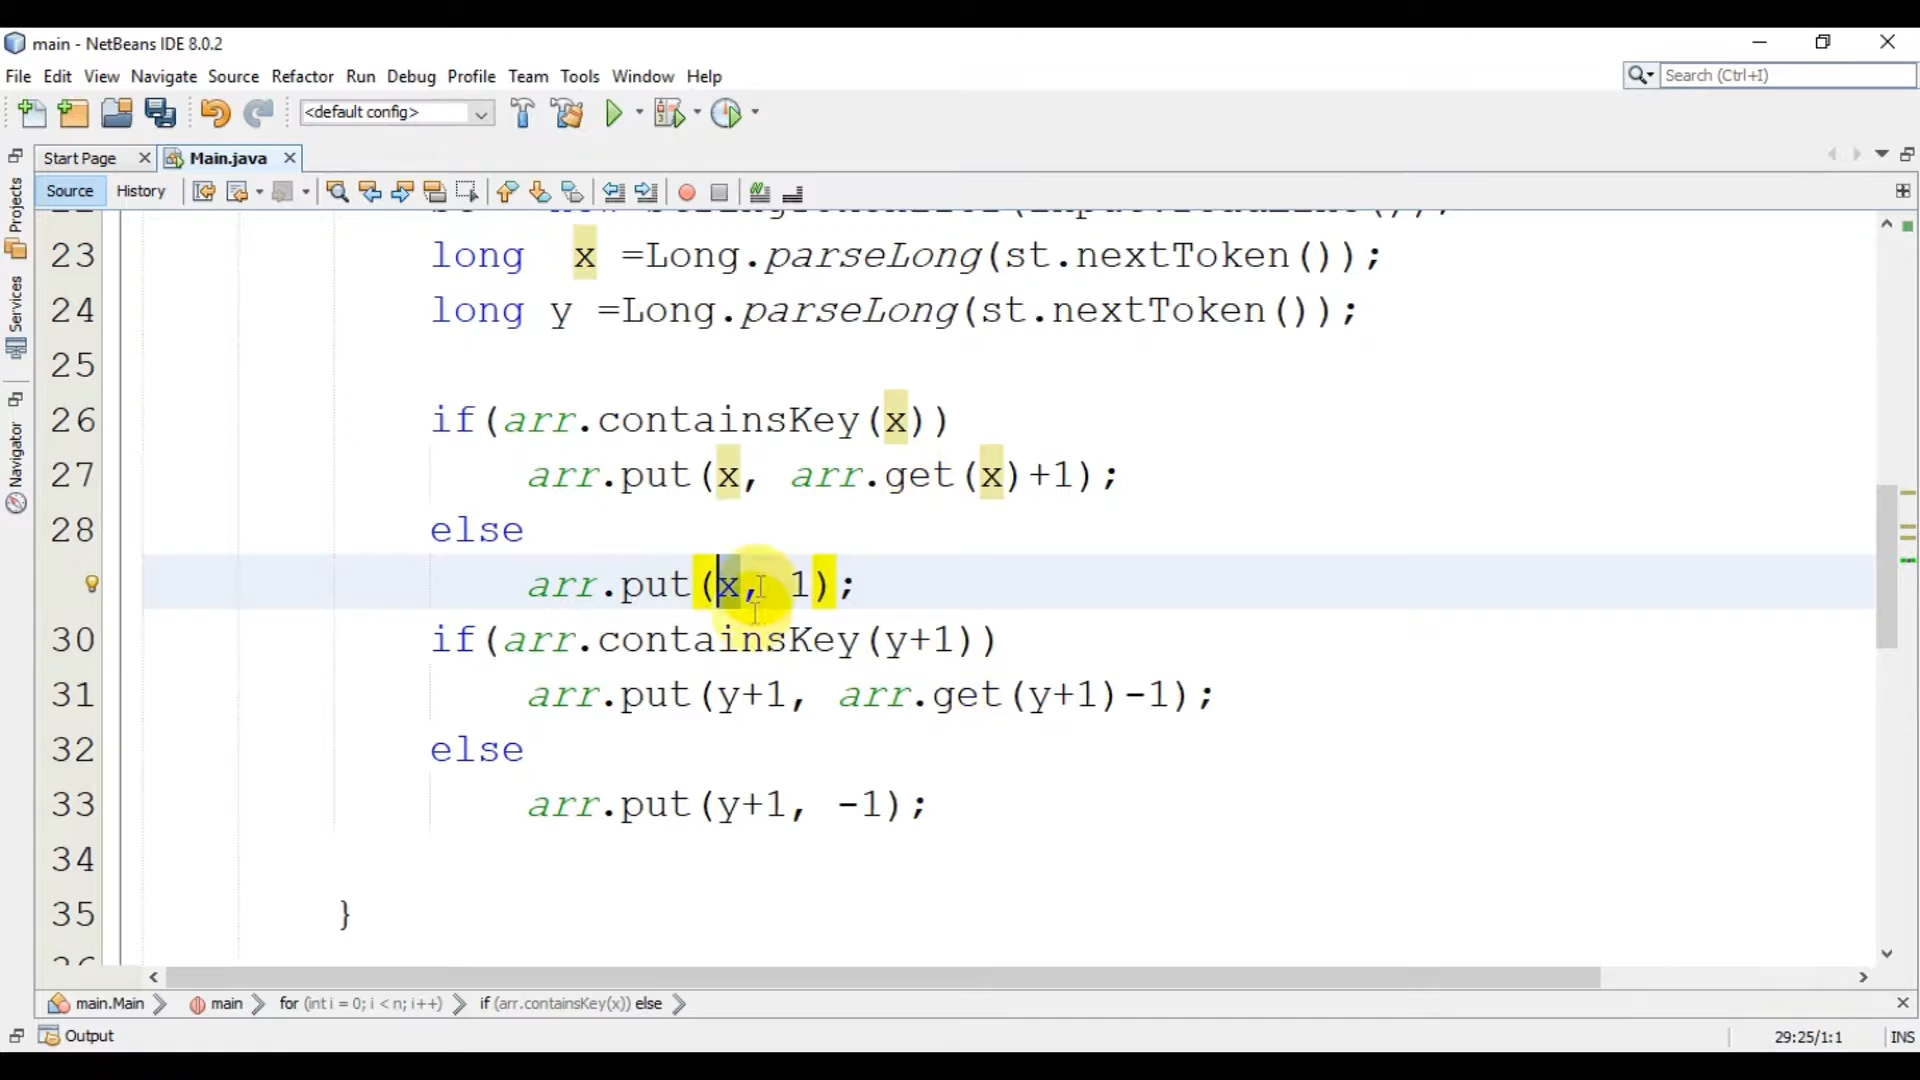 main - NetBeans IDE 8.0.2
File Edit View Navigate Source Refactor Run Debug Profile Team Tools Window Help
Search (Ctrl+I)
<default config>
Start Page Main.java
Source History
Projects
Services
Navigator
23 long x =Long.parseLong(st.nextToken());
24 long y =Long.parseLong(st.nextToken());
25
26 if(arr.containsKey(x))
27 arr.put(x, arr.get(x)+1);
28 else
arr.put(x, 1);
30 if(arr.containsKey(y+1))
31 arr.put(y+1, arr.get(y+1)-1);
32 else
33 arr.put(y+1, -1);
34
35 }
main.Main main for (int i = 0; i < n; i++) if (arr.containsKey(x)) else
Output
29:25/1:1 INS